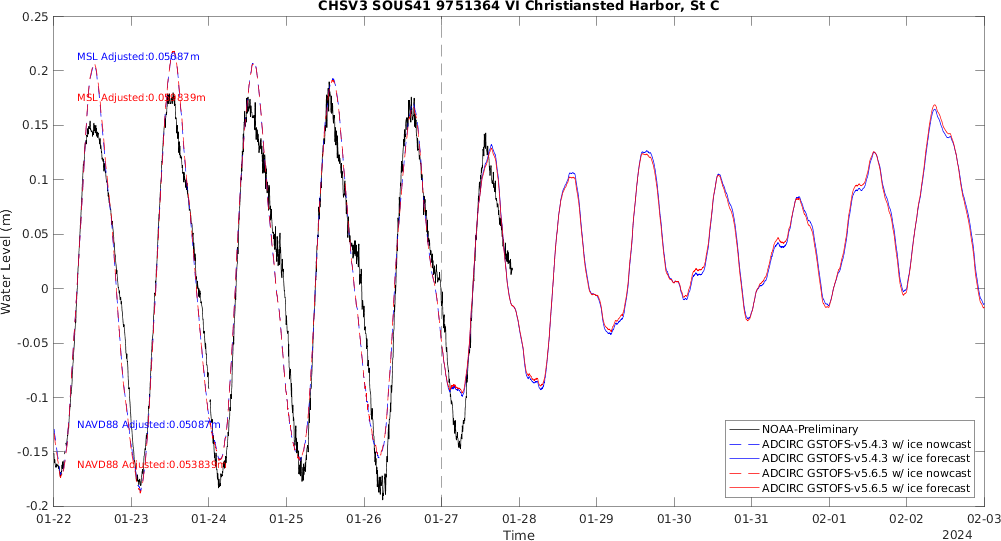 CHSV3 SOUS41 9751364 VI Christiansted Harbor, St C
Water Level (m)
0.25
0.2
0.15
0.1
0.05
0
-0.05
-0.1
-0.15
-0.2
MSL Adjusted:0.05087m
MSL Adjusted:0.053839m
NAVD88 Adjusted:0.05087m
NAVD88 Adjusted:0.053839m
NOAA-Preliminary
ADCIRC GSTOFS-v5.4.3 w/ ice nowcast
ADCIRC GSTOFS-v5.4.3 w/ ice forecast
ADCIRC GSTOFS-v5.6.5 w/ ice nowcast
ADCIRC GSTOFS-v5.6.5 w/ ice forecast
01-22 01-23 01-24 01-25 01-26 01-27 01-28 01-29 01-30 01-31 02-01 02-02 02-03
Time
2024